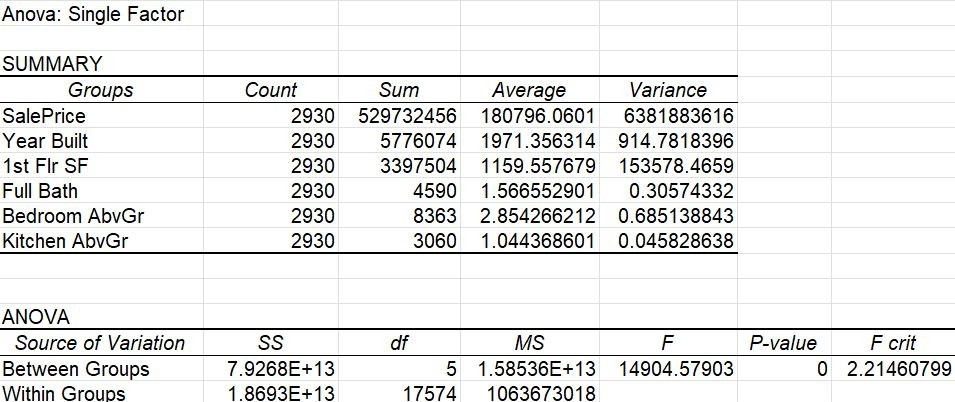 Anova: Single Factor
SUMMARY
Groups Count Sum Average Variance
SalePrice 2930 529732456 180796.0601 6381883616
Year Built 2930 5776074 1971.356314 914.7818396
1st Flr SF 2930 3397504 1159.557679 153578.4659
Full Bath 2930 4590 1.566552901 0.30574332
Bedroom AbvGr 2930 8363 2.854266212 0.685138843
Kitchen AbvGr 2930 3060 1.044368601 0.045828638
ANOVA
Source of Variation SS df MS F P-value F crit
Between Groups 7.9268E+13 5 1.58536E+13 14904.57903 0 2.21460799
Within Groups 1.8693E+13 17574 1063673018